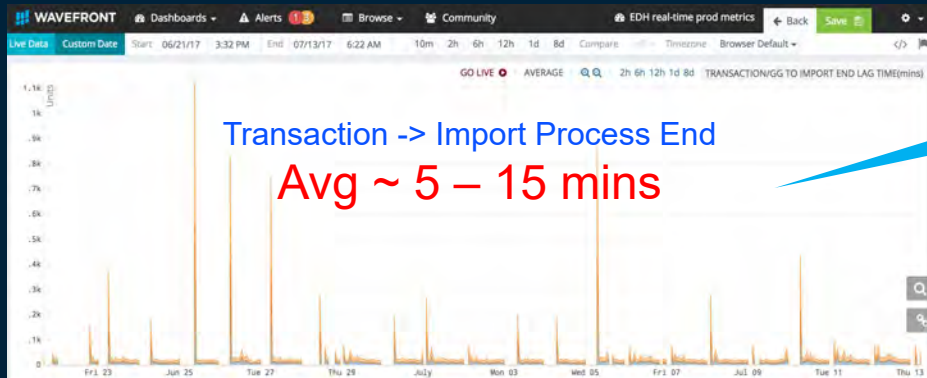 WAVEFRONT Dashboards Alerts 1 3 Browse Community EDH real-time prod metrics Back Save
Live Data Custom Date Start 06/21/17 3:32 PM End 07/13/17 6:22 AM 10m 2h 6h 12h 1d 8d Compare Timezone Browser Default </>
GO LIVE AVERAGE 2h 6h 12h 1d 8d TRANSACTION/GG TO IMPORT END LAG TIME(mins)
Units
1.1k
1k
.9k
.8k
.7k
.6k
.5k
.4k
.3k
.2k
.1k
0
Transaction -> Import Process End
Avg ~ 5 – 15 mins
Fri 23 Jun 25 Tue 27 Thu 29 July Mon 03 Wed 05 Fri 07 Jul 09 Tue 11 Thu 13